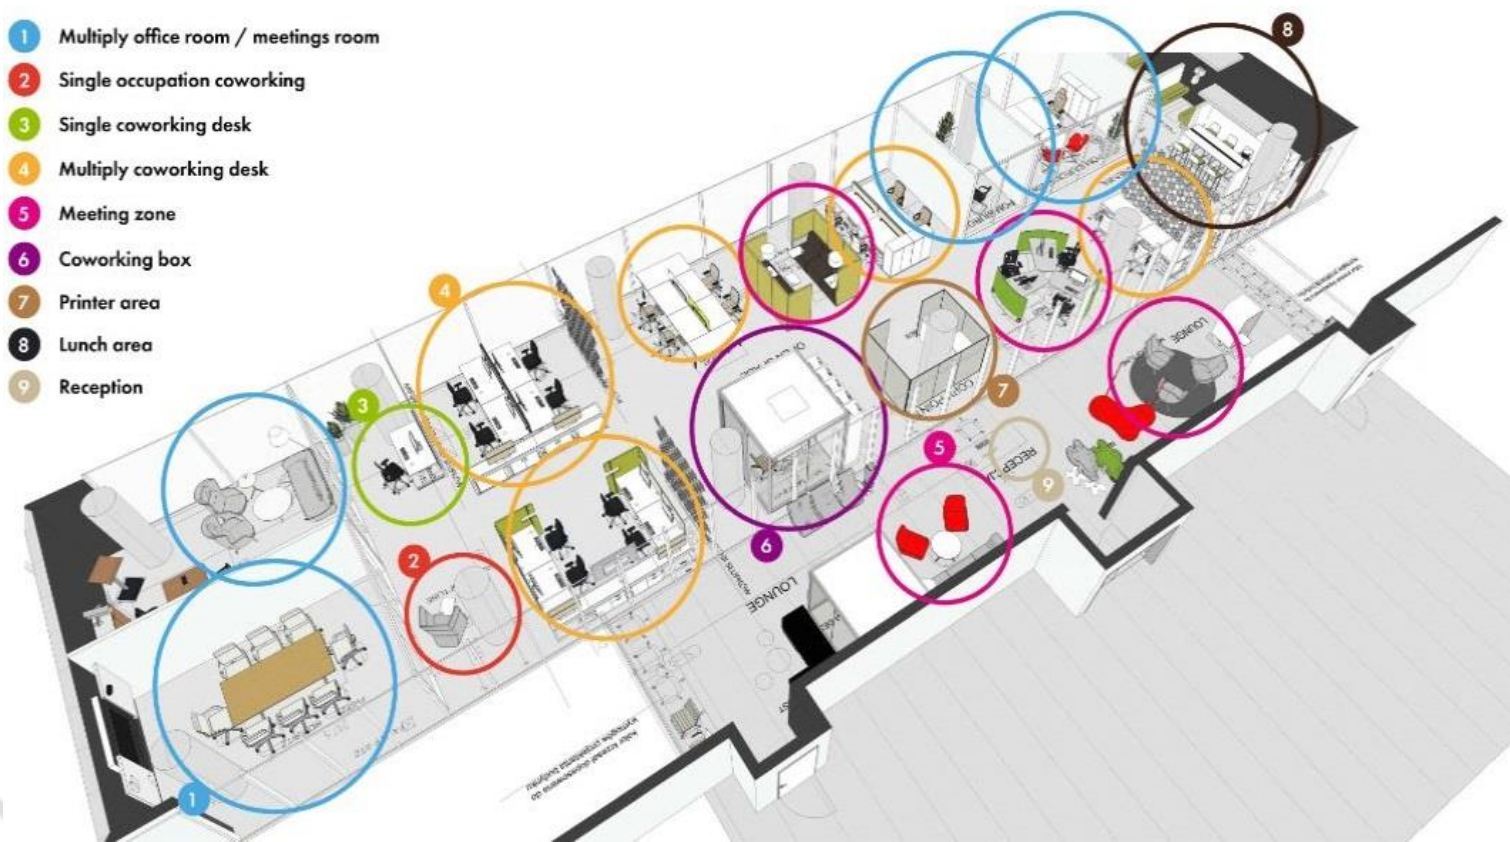 1 Multiply office room / meetings room
2 Single occupation coworking
3 Single coworking desk
4 Multiply coworking desk
5 Meeting zone
6 Coworking box
7 Printer area
8 Lunch area
9 Reception
8
4
3
7
5
9
6
2
1
LOUNGE
LOUNGE